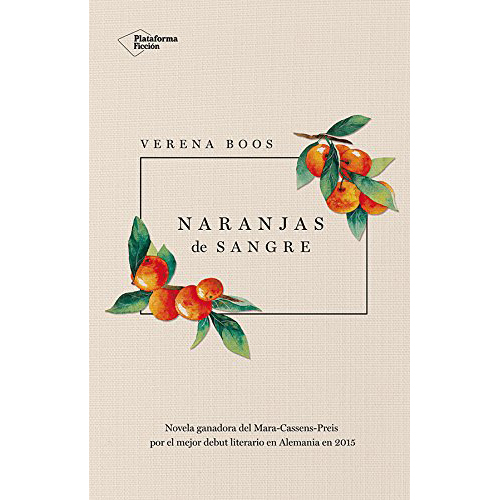 Plataforma
Ficción
VERENA BOOS
NARANJAS
de SANGRE
Novela ganadora del Mara-Cassens-Preis
por el mejor debut literario en Alemania en 2015